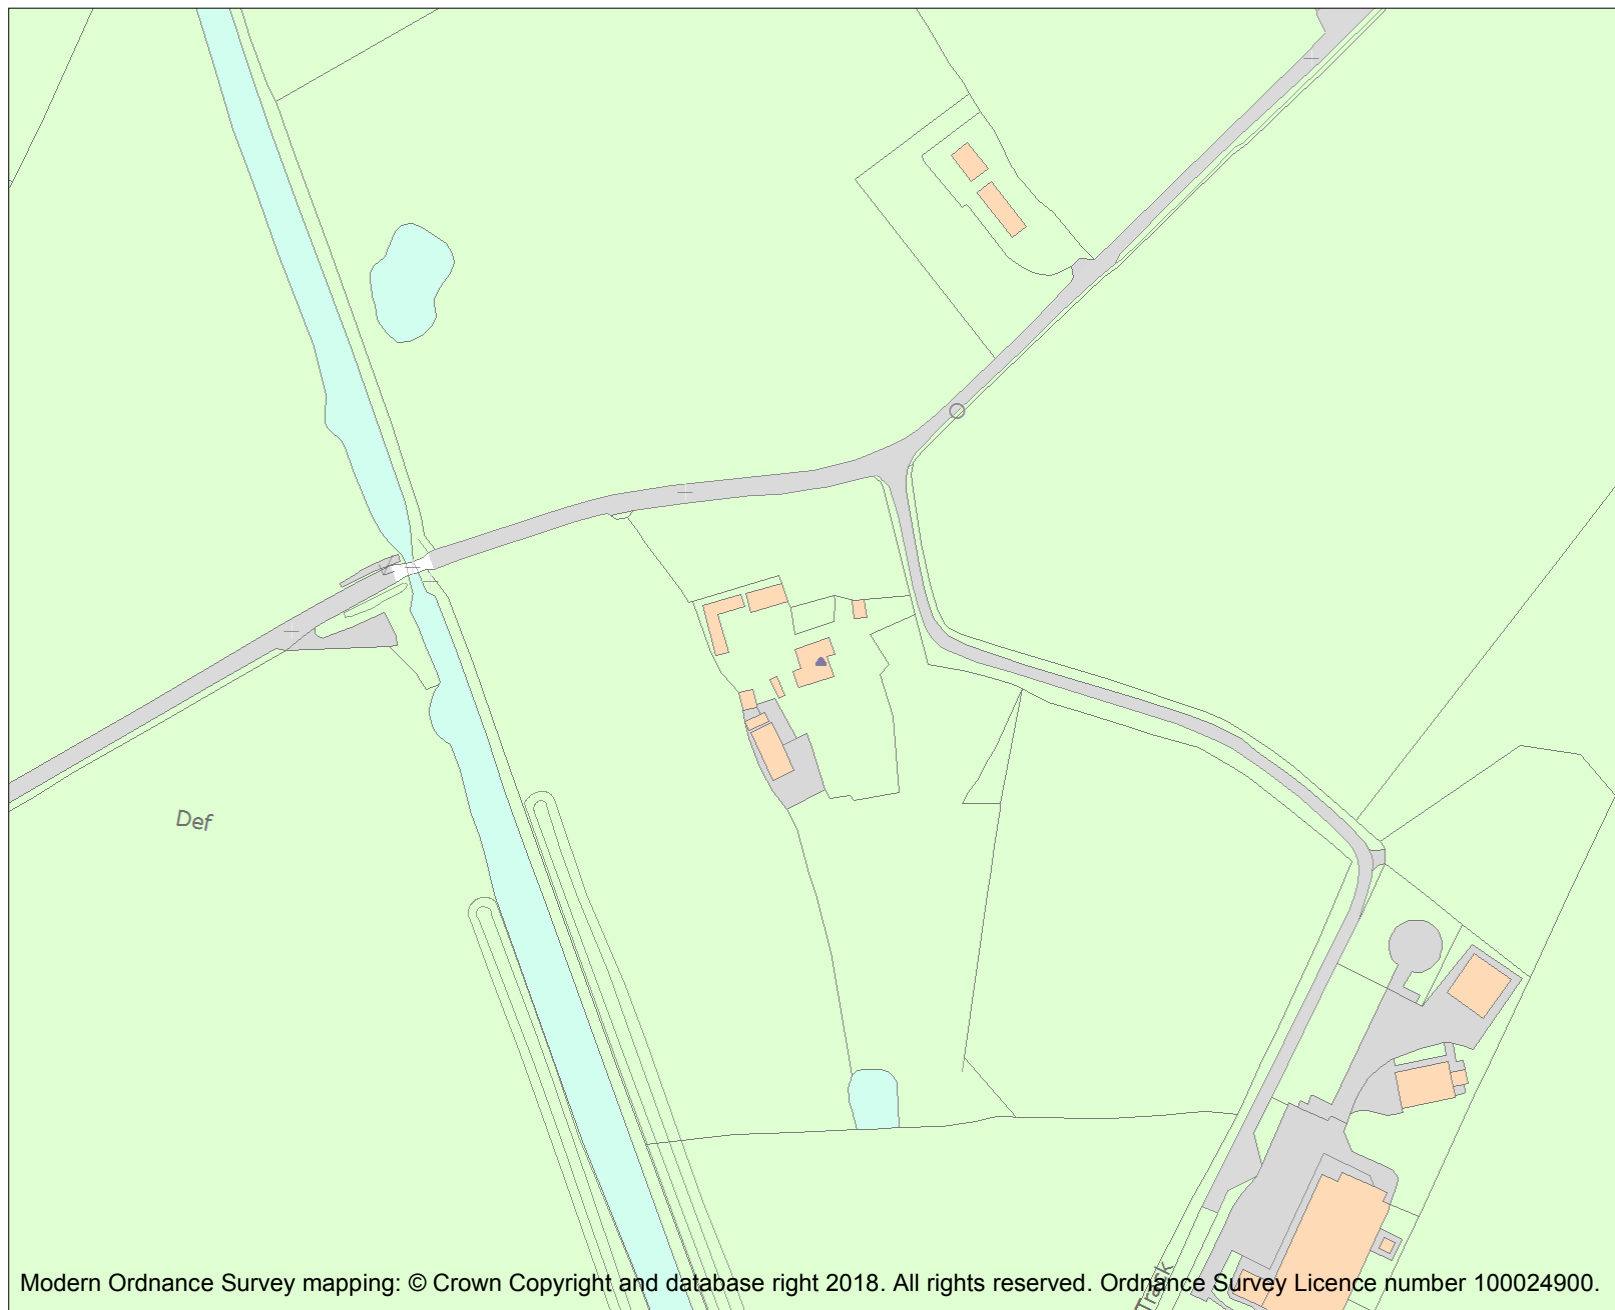 Def
Track
Modern Ordnance Survey mapping: © Crown Copyright and database right 2018. All rights reserved. Ordnance Survey Licence number 100024900.